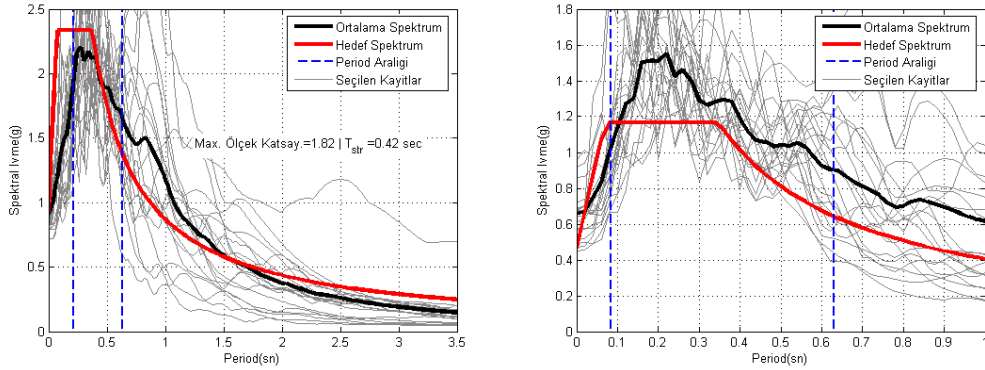 Ortalama Spektrum
Hedef Spektrum
Period Araligi
Seçilen Kayitlar
Max. Ölçek Katsay.=1.82 | Tstr =0.42 sec
Spektral Ivme(g)
2.5
2
1.5
1
0.5
0
0 0.5 1 1.5 2 2.5 3 3.5
Period(sn)
Ortalama Spektrum
Hedef Spektrum
Period Araligi
Seçilen Kayitlar
Spektral Ivme(g)
1.8
1.6
1.4
1.2
1
0.8
0.6
0.4
0.2
0
0 0.1 0.2 0.3 0.4 0.5 0.6 0.7 0.8 0.9 1
Period(sn)